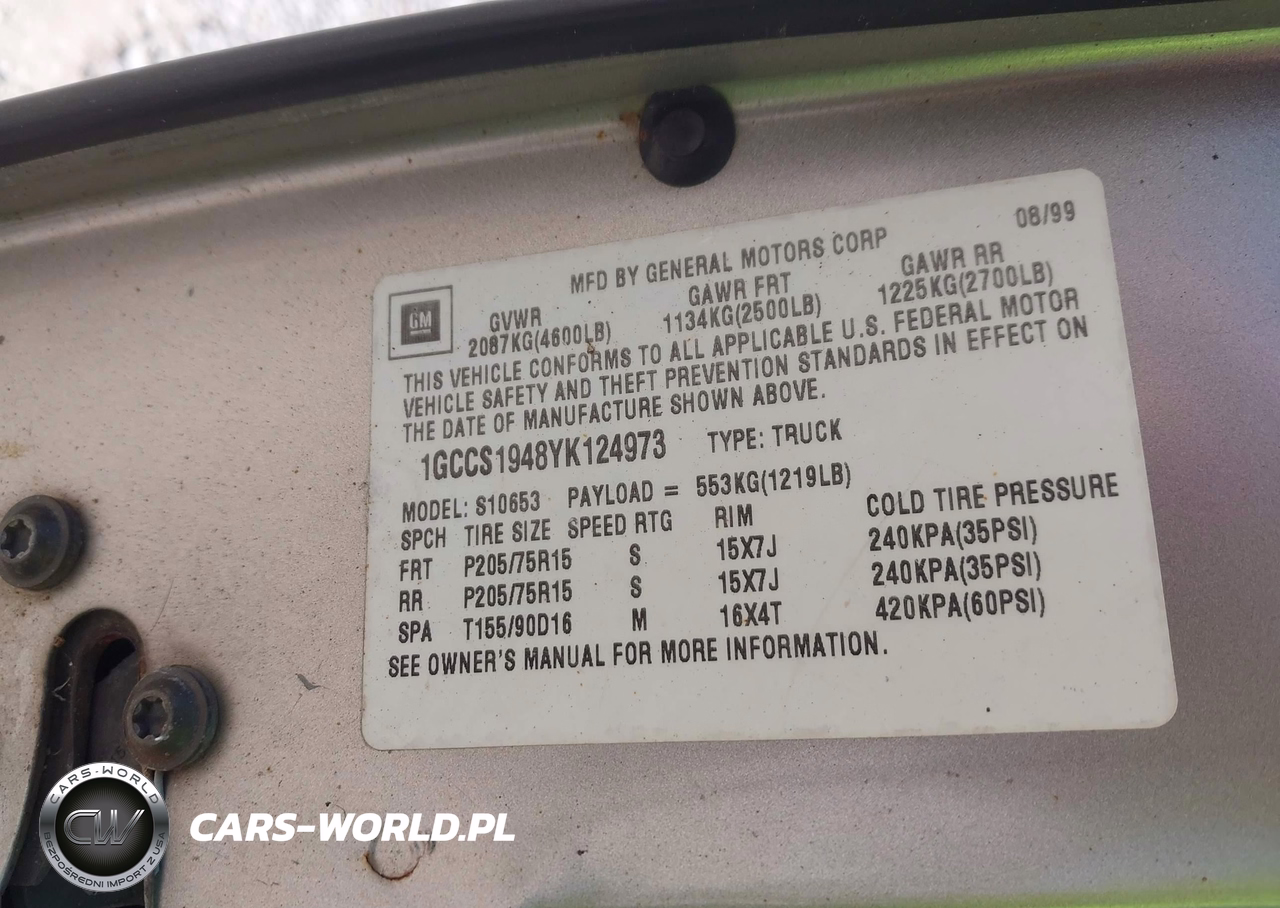 08/99
MFD BY GENERAL MOTORS CORP
GM
GVWR GAWR FRT GAWR RR
2087KG(4600LB) 1134KG(2500LB) 1225KG(2700LB)
THIS VEHICLE CONFORMS TO ALL APPLICABLE U.S. FEDERAL MOTOR
VEHICLE SAFETY AND THEFT PREVENTION STANDARDS IN EFFECT ON
THE DATE OF MANUFACTURE SHOWN ABOVE.
1GCCS1948YK124973 TYPE: TRUCK
MODEL: S10653 PAYLOAD = 553KG(1219LB)
SPCH TIRE SIZE SPEED RTG RIM COLD TIRE PRESSURE
FRT P205/75R15 S 15X7J 240KPA(35PSI)
RR P205/75R15 S 15X7J 240KPA(35PSI)
SPA T155/90D16 M 16X4T 420KPA(60PSI)
SEE OWNER'S MANUAL FOR MORE INFORMATION.
CARS-WORLD
CW
BEZPOŚREDNI IMPORT Z USA
CARS-WORLD.PL